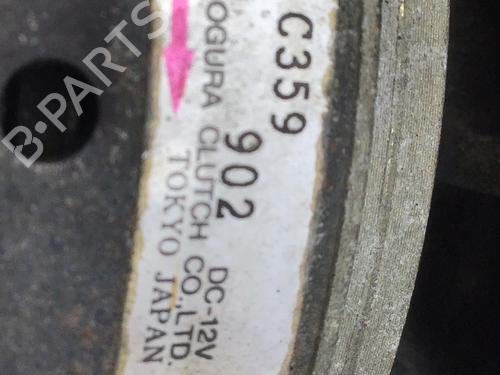 C359
902 DC-12V
OGURA CLUTCH CO.,LTD.
TOKYO JAPAN
B-PARTS